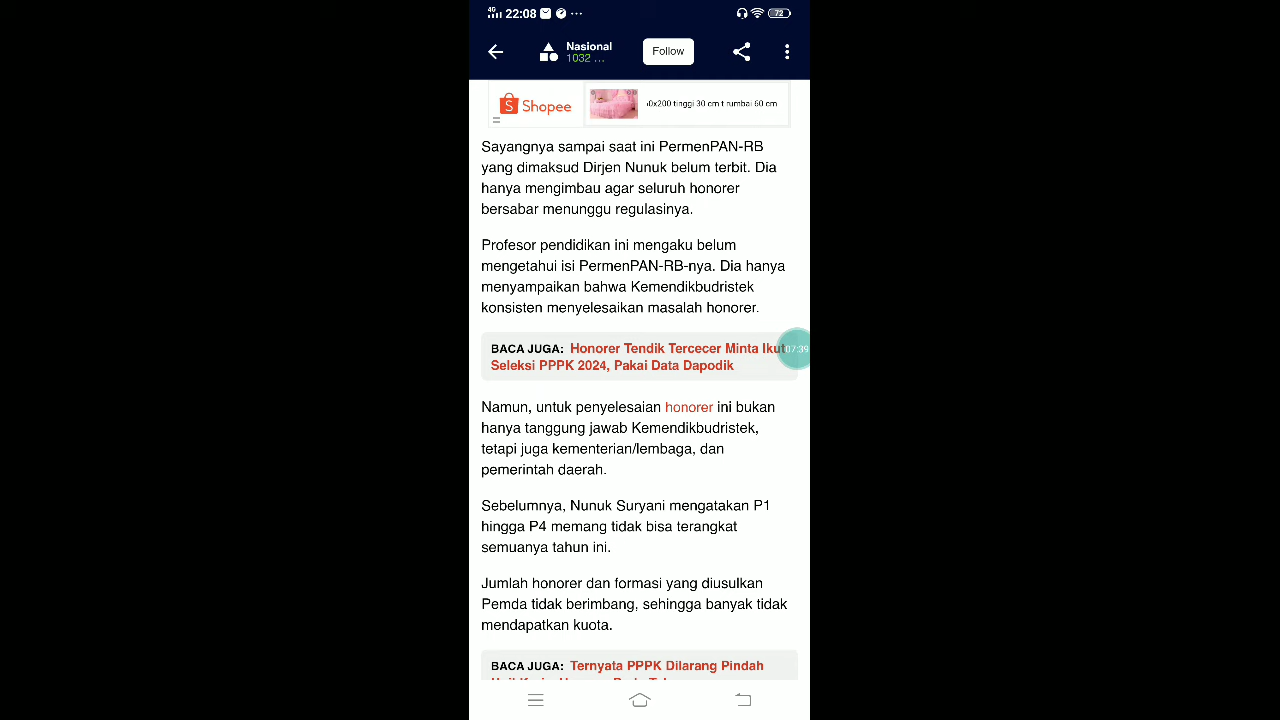 4G 22:08 72
Nasional
1032 ...
Follow
Shopee
0x200 tinggi 30 cm t rumbai 60 cm
Sayangnya sampai saat ini PermenPAN-RB
yang dimaksud Dirjen Nunuk belum terbit. Dia
hanya mengimbau agar seluruh honorer
bersabar menunggu regulasinya.
Profesor pendidikan ini mengaku belum
mengetahui isi PermenPAN-RB-nya. Dia hanya
menyampaikan bahwa Kemendikbudristek
konsisten menyelesaikan masalah honorer.
BACA JUGA: Honorer Tendik Tercecer Minta Ikut
07:39
Seleksi PPPK 2024, Pakai Data Dapodik
Namun, untuk penyelesaian honorer ini bukan
hanya tanggung jawab Kemendikbudristek,
tetapi juga kementerian/lembaga, dan
pemerintah daerah.
Sebelumnya, Nunuk Suryani mengatakan P1
hingga P4 memang tidak bisa terangkat
semuanya tahun ini.
Jumlah honorer dan formasi yang diusulkan
Pemda tidak berimbang, sehingga banyak tidak
mendapatkan kuota.
BACA JUGA: Ternyata PPPK Dilarang Pindah